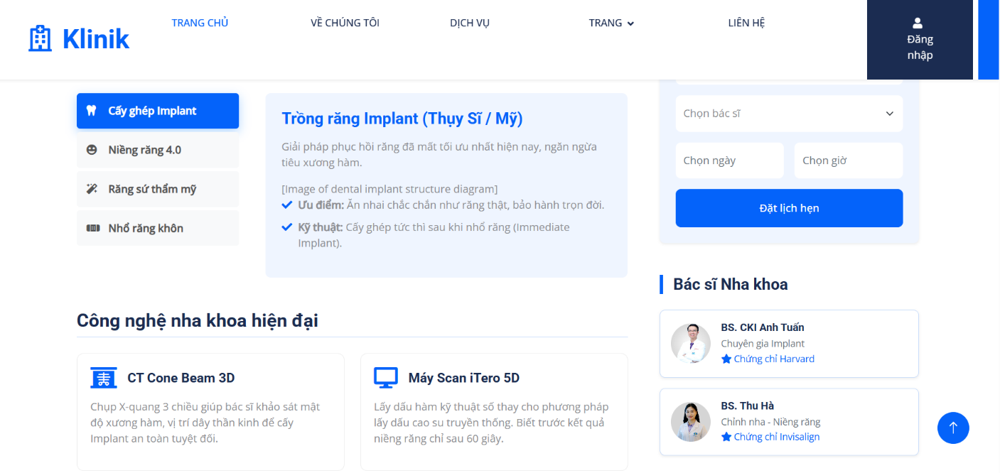 Klinik
TRANG CHỦ
VỀ CHÚNG TÔI
DỊCH VỤ
TRANG
LIÊN HỆ
Đăng
nhập
Cấy ghép Implant
Niềng răng 4.0
Răng sứ thẩm mỹ
Nhổ răng khôn
Trồng răng Implant (Thụy Sĩ / Mỹ)
Giải pháp phục hồi răng đã mất tối ưu nhất hiện nay, ngăn ngừa
tiêu xương hàm.
[Image of dental implant structure diagram]
Ưu điểm: Ăn nhai chắc chắn như răng thật, bảo hành trọn đời.
Kỹ thuật: Cấy ghép tức thì sau khi nhổ răng (Immediate
Implant).
Công nghệ nha khoa hiện đại
CT Cone Beam 3D
Chụp X-quang 3 chiều giúp bác sĩ khảo sát mật
độ xương hàm, vị trí dây thần kinh để cấy
Implant an toàn tuyệt đối.
Máy Scan iTero 5D
Lấy dấu hàm kỹ thuật số thay cho phương pháp
lấy dấu cao su truyền thống. Biết trước kết quả
niềng răng chỉ sau 60 giây.
Chọn bác sĩ
Chọn ngày
Chọn giờ
Đặt lịch hẹn
Bác sĩ Nha khoa
BS. CKI Anh Tuấn
Chuyên gia Implant
Chứng chỉ Harvard
BS. Thu Hà
Chỉnh nha - Niềng răng
Chứng chỉ Invisalign